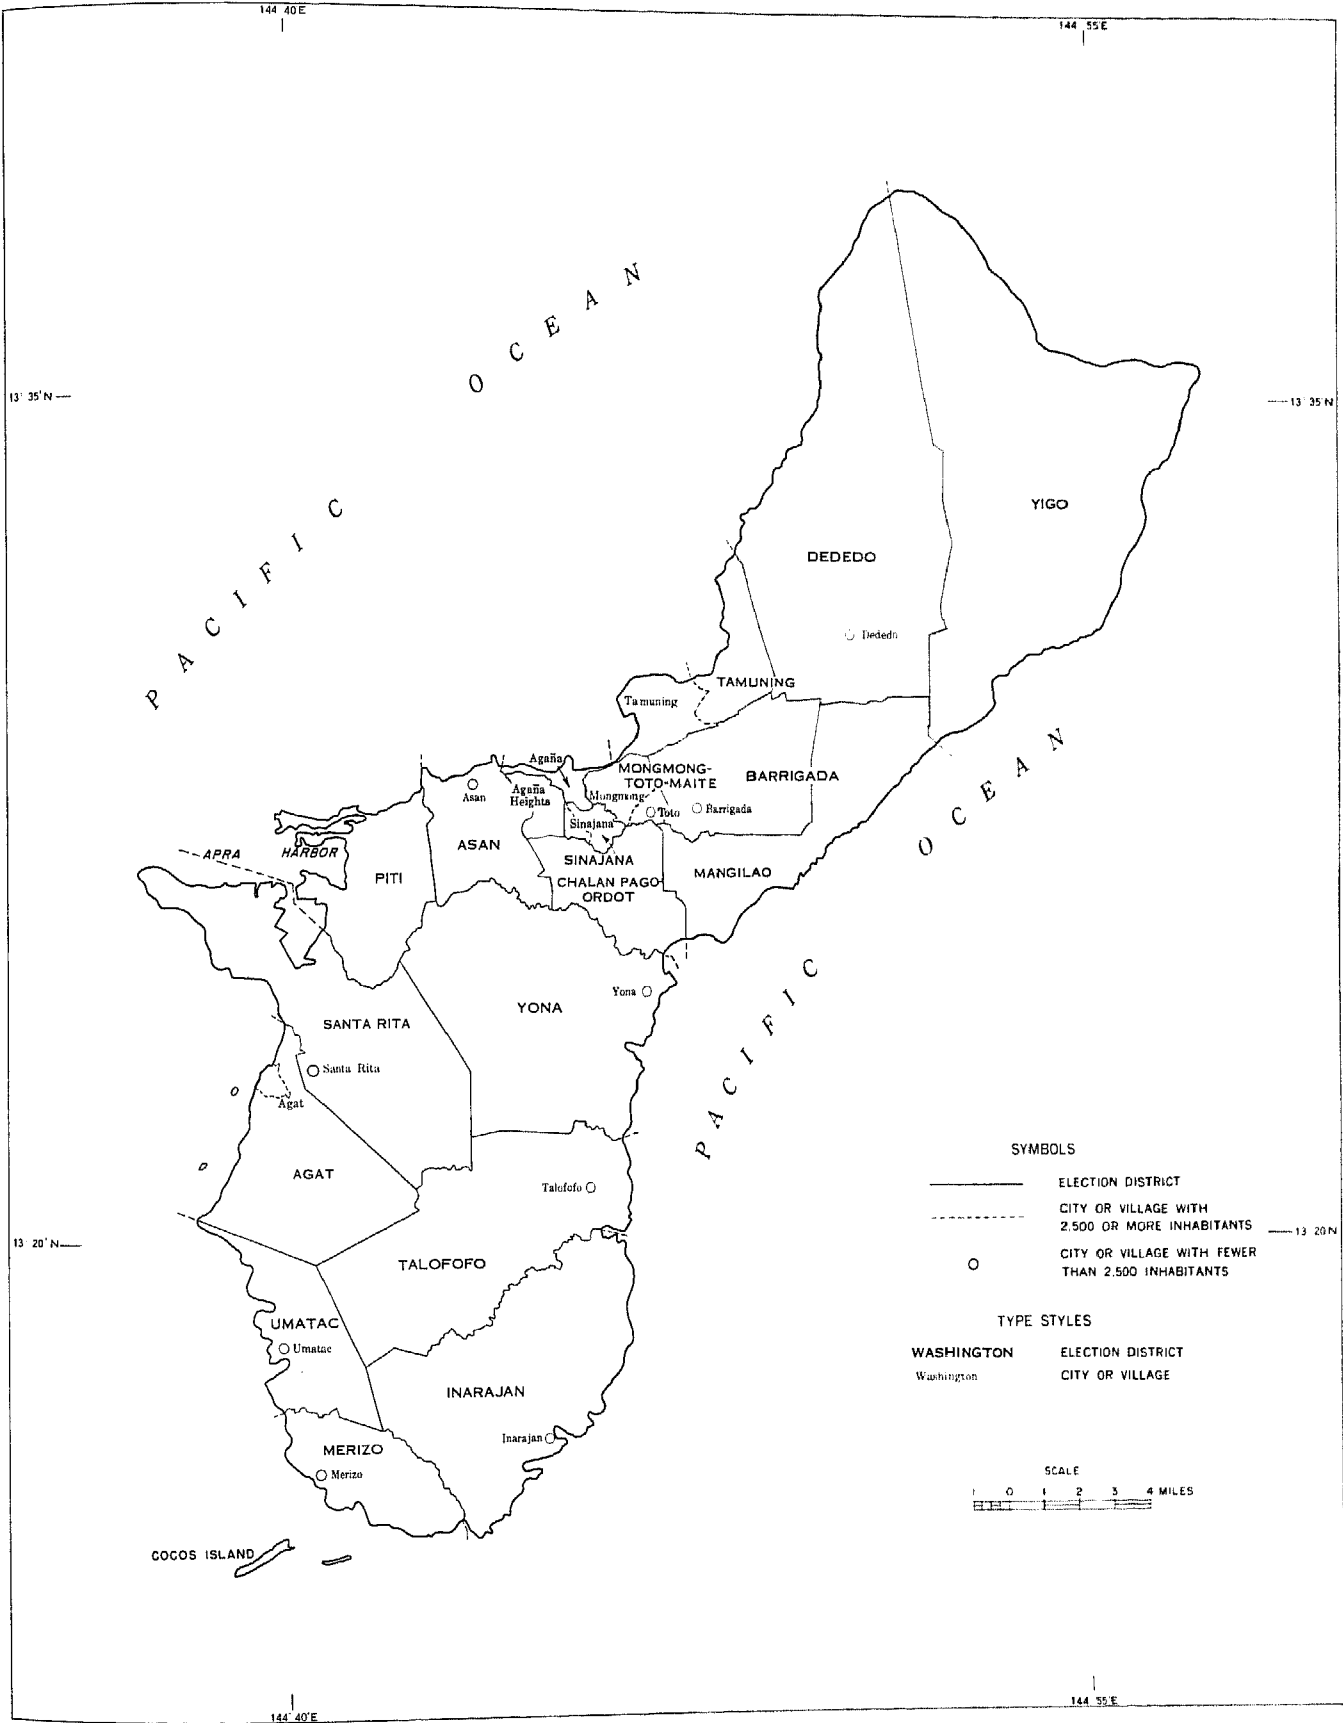 144 40 E
144 55'E
PACIFIC OCEAN
13 35' N
13 35' N
YIGO
DEDEDO
Dededo
TAMUNING
Tamuning
Agaña
MONGMONG-
TOTO-MAITE
BARRIGADA
Asan
Agaña
Heights
Mongmong
Toto
Barrigada
Sinajana
APRA
HARBOR
ASAN
SINAJANA
PITI
CHALAN PAGO
ORDOT
MANGILAO
PACIFIC OCEAN
Yona
YONA
SANTA RITA
Santa Rita
Agat
AGAT
Talofofo
13 20' N
13 20 N
TALOFOFO
UMATAC
Umatac
INARAJAN
Inarajan
MERIZO
Merizo
COCOS ISLAND
SYMBOLS
ELECTION DISTRICT
CITY OR VILLAGE WITH
2,500 OR MORE INHABITANTS
CITY OR VILLAGE WITH FEWER
THAN 2,500 INHABITANTS
TYPE STYLES
WASHINGTON ELECTION DISTRICT
Washington CITY OR VILLAGE
SCALE
1 0 1 2 3 4 MILES
144 40'E
144 55'E